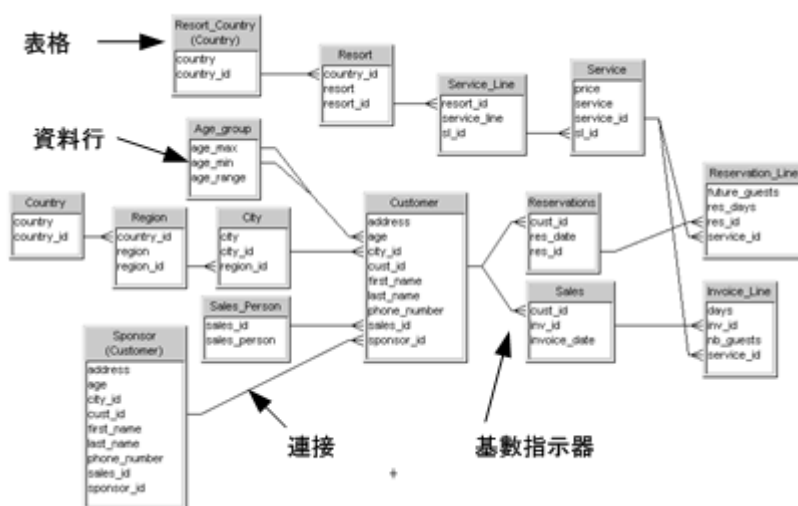 表格
資料行
連接
基數指示器
Resort_Country
(Country)
country
country_id
Resort
country_id
resort
resort_id
Service_Line
resort_id
service_line
sl_id
Service
price
service
service_id
sl_id
Age_group
age_max
age_min
age_range
Reservation_Line
future_guests
res_days
res_id
service_id
Country
country
country_id
Region
country_id
region
region_id
City
city
city_id
region_id
Customer
address
age
city_id
cust_id
first_name
last_name
phone_number
sales_id
sponsor_id
Reservations
cust_id
res_date
res_id
Sales
cust_id
inv_id
invoice_date
Invoice_Line
days
inv_id
nb_guests
service_id
Sales_Person
sales_id
sales_person
Sponsor
(Customer)
address
age
city_id
cust_id
first_name
last_name
phone_number
sales_id
sponsor_id